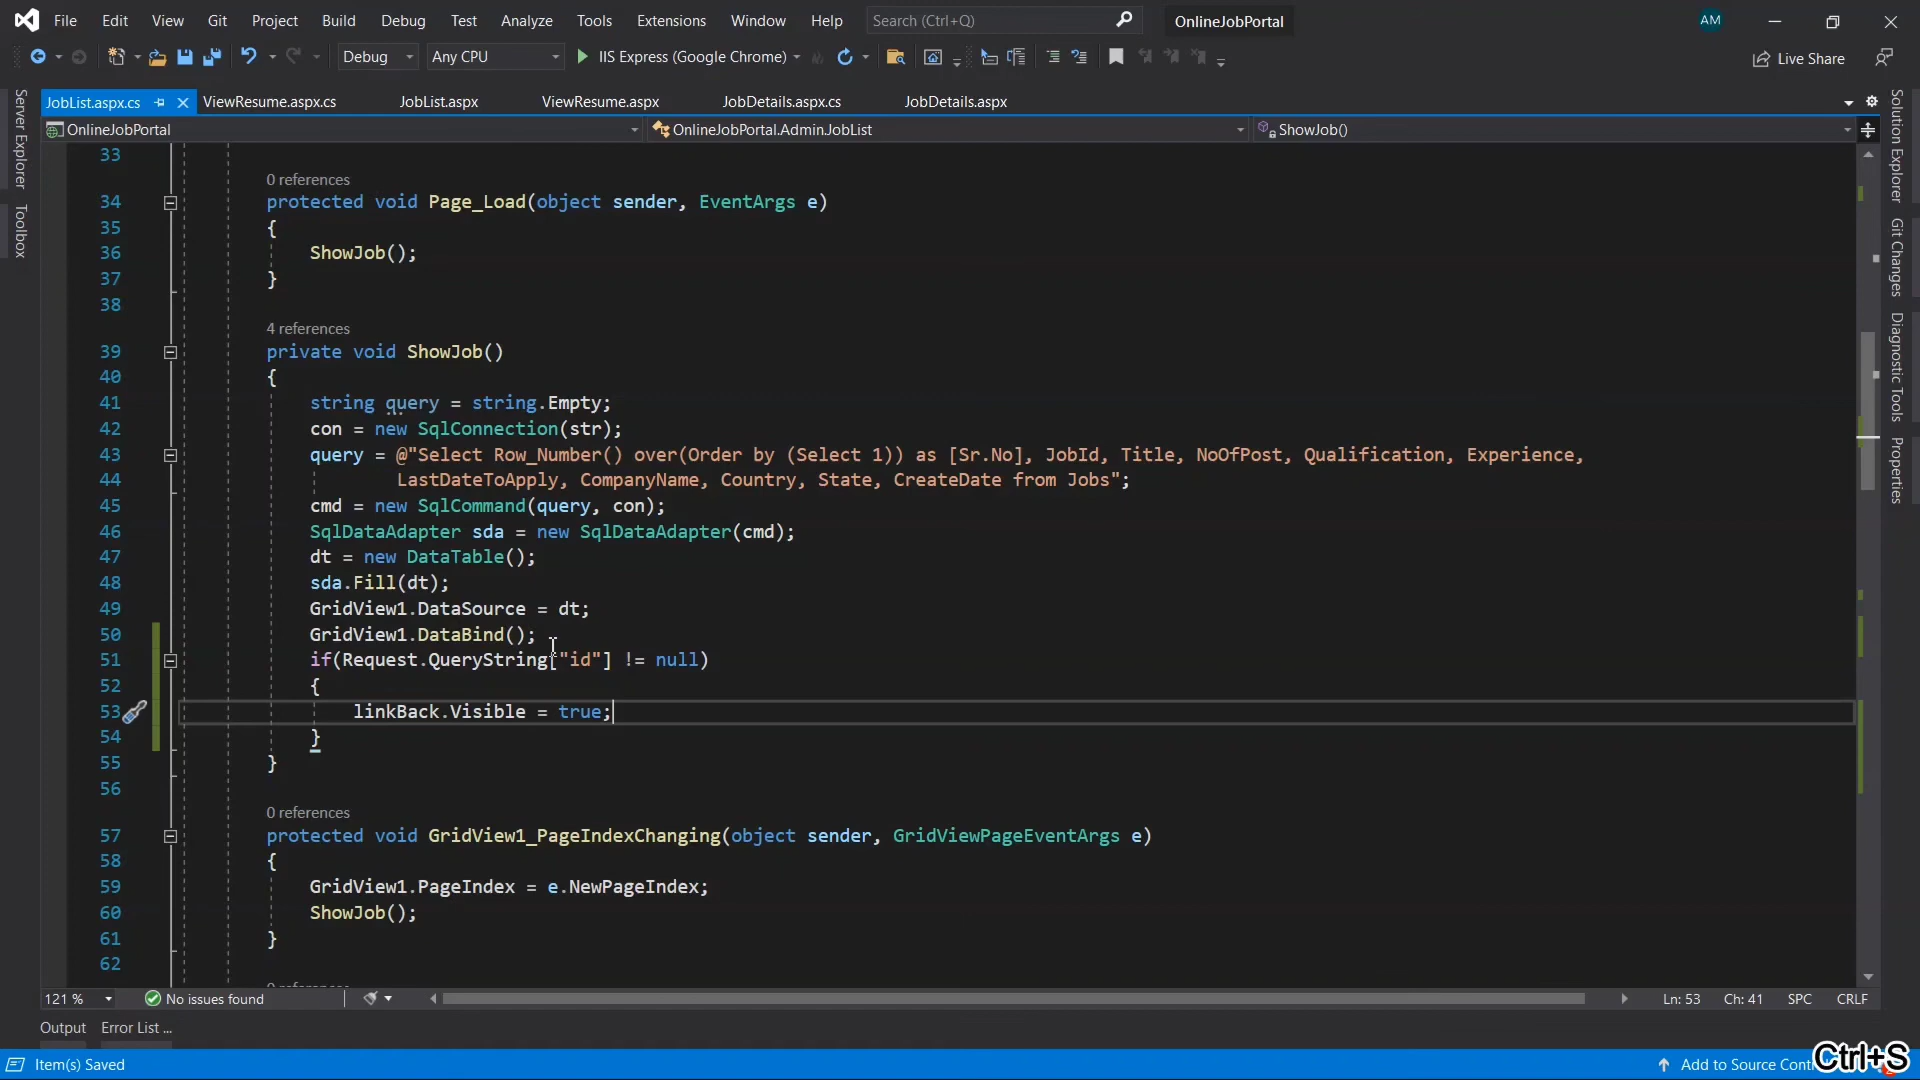 File Edit View Git Project Build Debug Test Analyze Tools Extensions Window Help Search (Ctrl+Q) OnlineJobPortal AM
Debug Any CPU IIS Express (Google Chrome) Live Share
JobList.aspx.cs ViewResume.aspx.cs JobList.aspx ViewResume.aspx JobDetails.aspx.cs JobDetails.aspx
OnlineJobPortal OnlineJobPortal.Admin.JobList ShowJob()
Server Explorer
Toolbox
Solution Explorer
Git Changes
Diagnostic Tools
Properties
33
0 references
34 protected void Page_Load(object sender, EventArgs e)
35 {
36 ShowJob();
37 }
38
4 references
39 private void ShowJob()
40 {
41 string query = string.Empty;
42 con = new SqlConnection(str);
43 query = @"Select Row_Number() over(Order by (Select 1)) as [Sr.No], JobId, Title, NoOfPost, Qualification, Experience,
44 LastDateToApply, CompanyName, Country, State, CreateDate from Jobs";
45 cmd = new SqlCommand(query, con);
46 SqlDataAdapter sda = new SqlDataAdapter(cmd);
47 dt = new DataTable();
48 sda.Fill(dt);
49 GridView1.DataSource = dt;
50 GridView1.DataBind();
51 if(Request.QueryString["id"] != null)
52 {
53 linkBack.Visible = true;
54 }
55 }
56
0 references
57 protected void GridView1_PageIndexChanging(object sender, GridViewPageEventArgs e)
58 {
59 GridView1.PageIndex = e.NewPageIndex;
60 ShowJob();
61 }
62
121 % No issues found Ln: 53 Ch: 41 SPC CRLF
Output Error List ...
Item(s) Saved Add to Source Contr
Ctrl+S